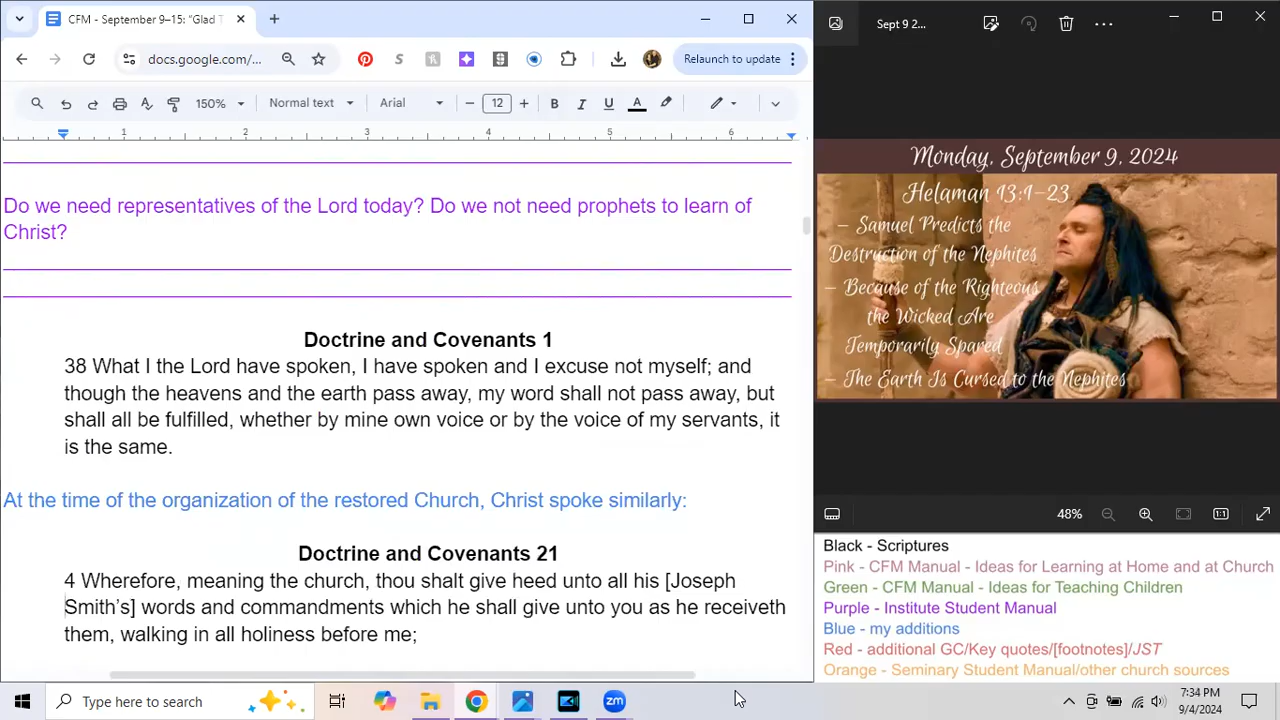 CFM - September 9–15: “Glad T
Sept 9 2...
docs.google.com/...
Relaunch to update
150%
Normal text
Arial
12
B
I
U
A
1
2
3
4
5
6
Do we need representatives of the Lord today? Do we not need prophets to learn of
Christ?
Doctrine and Covenants 1
38 What I the Lord have spoken, I have spoken and I excuse not myself; and
though the heavens and the earth pass away, my word shall not pass away, but
shall all be fulfilled, whether by mine own voice or by the voice of my servants, it
is the same.
At the time of the organization of the restored Church, Christ spoke similarly:
Doctrine and Covenants 21
4 Wherefore, meaning the church, thou shalt give heed unto all his [Joseph
Smith’s] words and commandments which he shall give unto you as he receiveth
them, walking in all holiness before me;
Monday, September 9, 2024
Helaman 13:1–23
– Samuel Predicts the
Destruction of the Nephites
– Because of the Righteous
the Wicked Are
Temporarily Spared
– The Earth Is Cursed to the Nephites
48%
1:1
Black - Scriptures
Pink - CFM Manual - Ideas for Learning at Home and at Church
Green - CFM Manual - Ideas for Teaching Children
Purple - Institute Student Manual
Blue - my additions
Red - additional GC/Key quotes/[footnotes]/JST
Orange - Seminary Student Manual/other church sources
Type here to search
zm
7:34 PM
9/4/2024